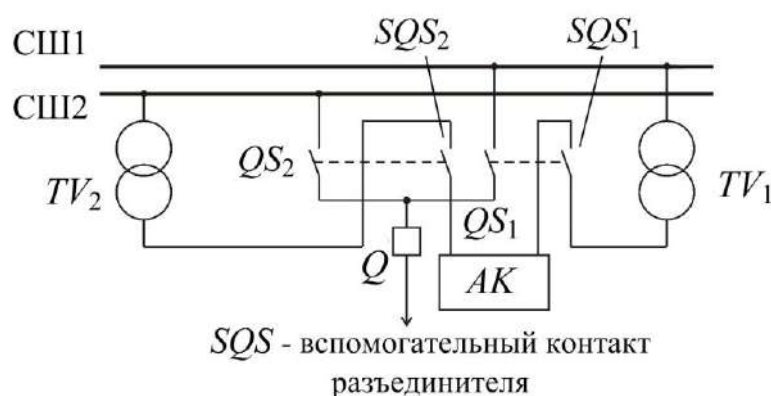 СШ1
СШ2
SQS2
SQS1
QS2
TV2
TV1
QS1
Q
AK
SQS - вспомогательный контакт
разъединителя